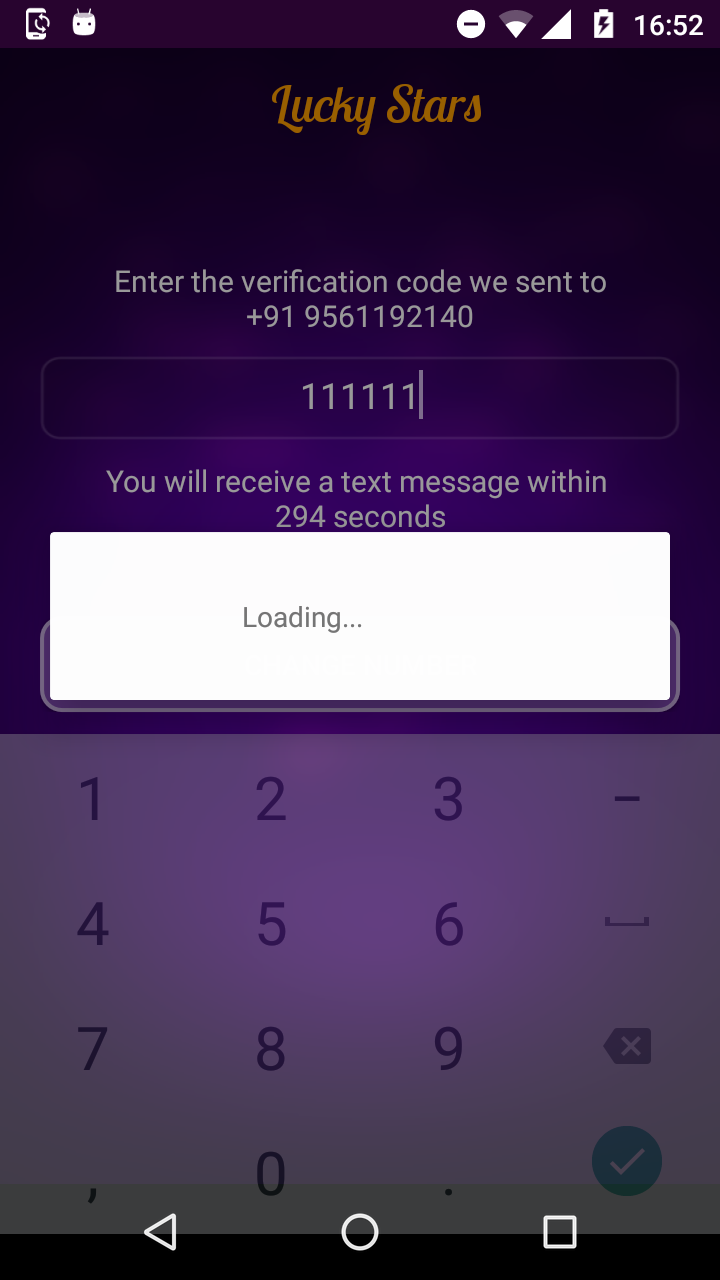 16:52
Lucky Stars
Enter the verification code we sent to
+91 9561192140
111111
You will receive a text message within
294 seconds
Loading...
1 2 3 –
4 5 6
7 8 9
, 0 .